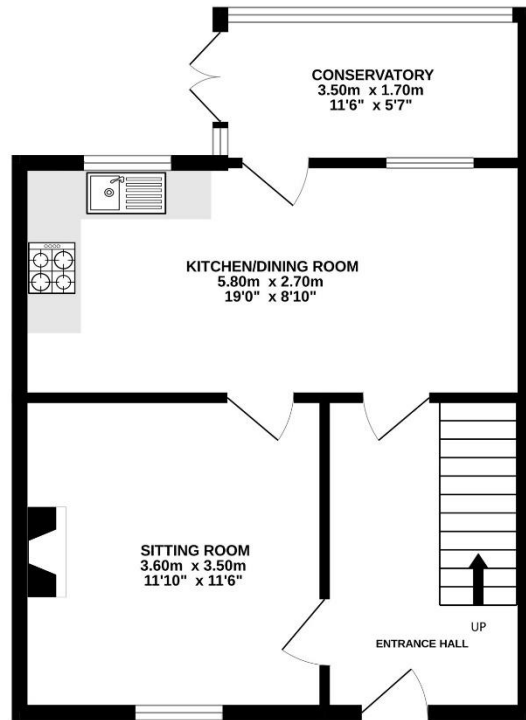 CONSERVATORY
3.50m x 1.70m
11'6" x 5'7"
KITCHEN/DINING ROOM
5.80m x 2.70m
19'0" x 8'10"
SITTING ROOM
3.60m x 3.50m
11'10" x 11'6"
UP
ENTRANCE HALL